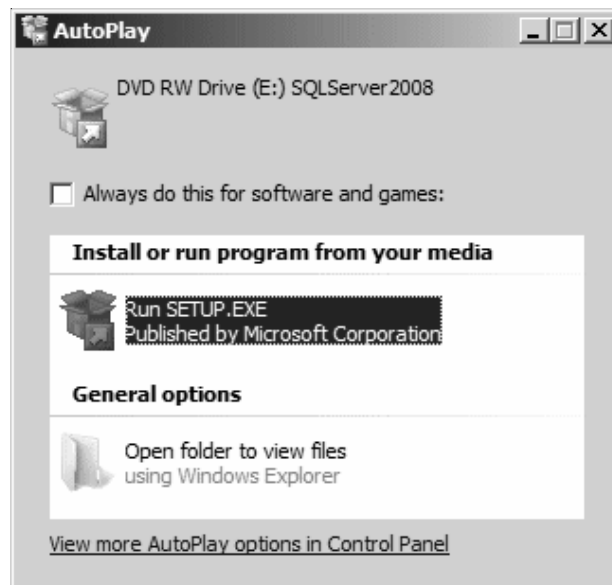 AutoPlay
DVD RW Drive (E:) SQLServer2008
Always do this for software and games:
Install or run program from your media
Run SETUP.EXE
Published by Microsoft Corporation
General options
Open folder to view files
using Windows Explorer
View more AutoPlay options in Control Panel